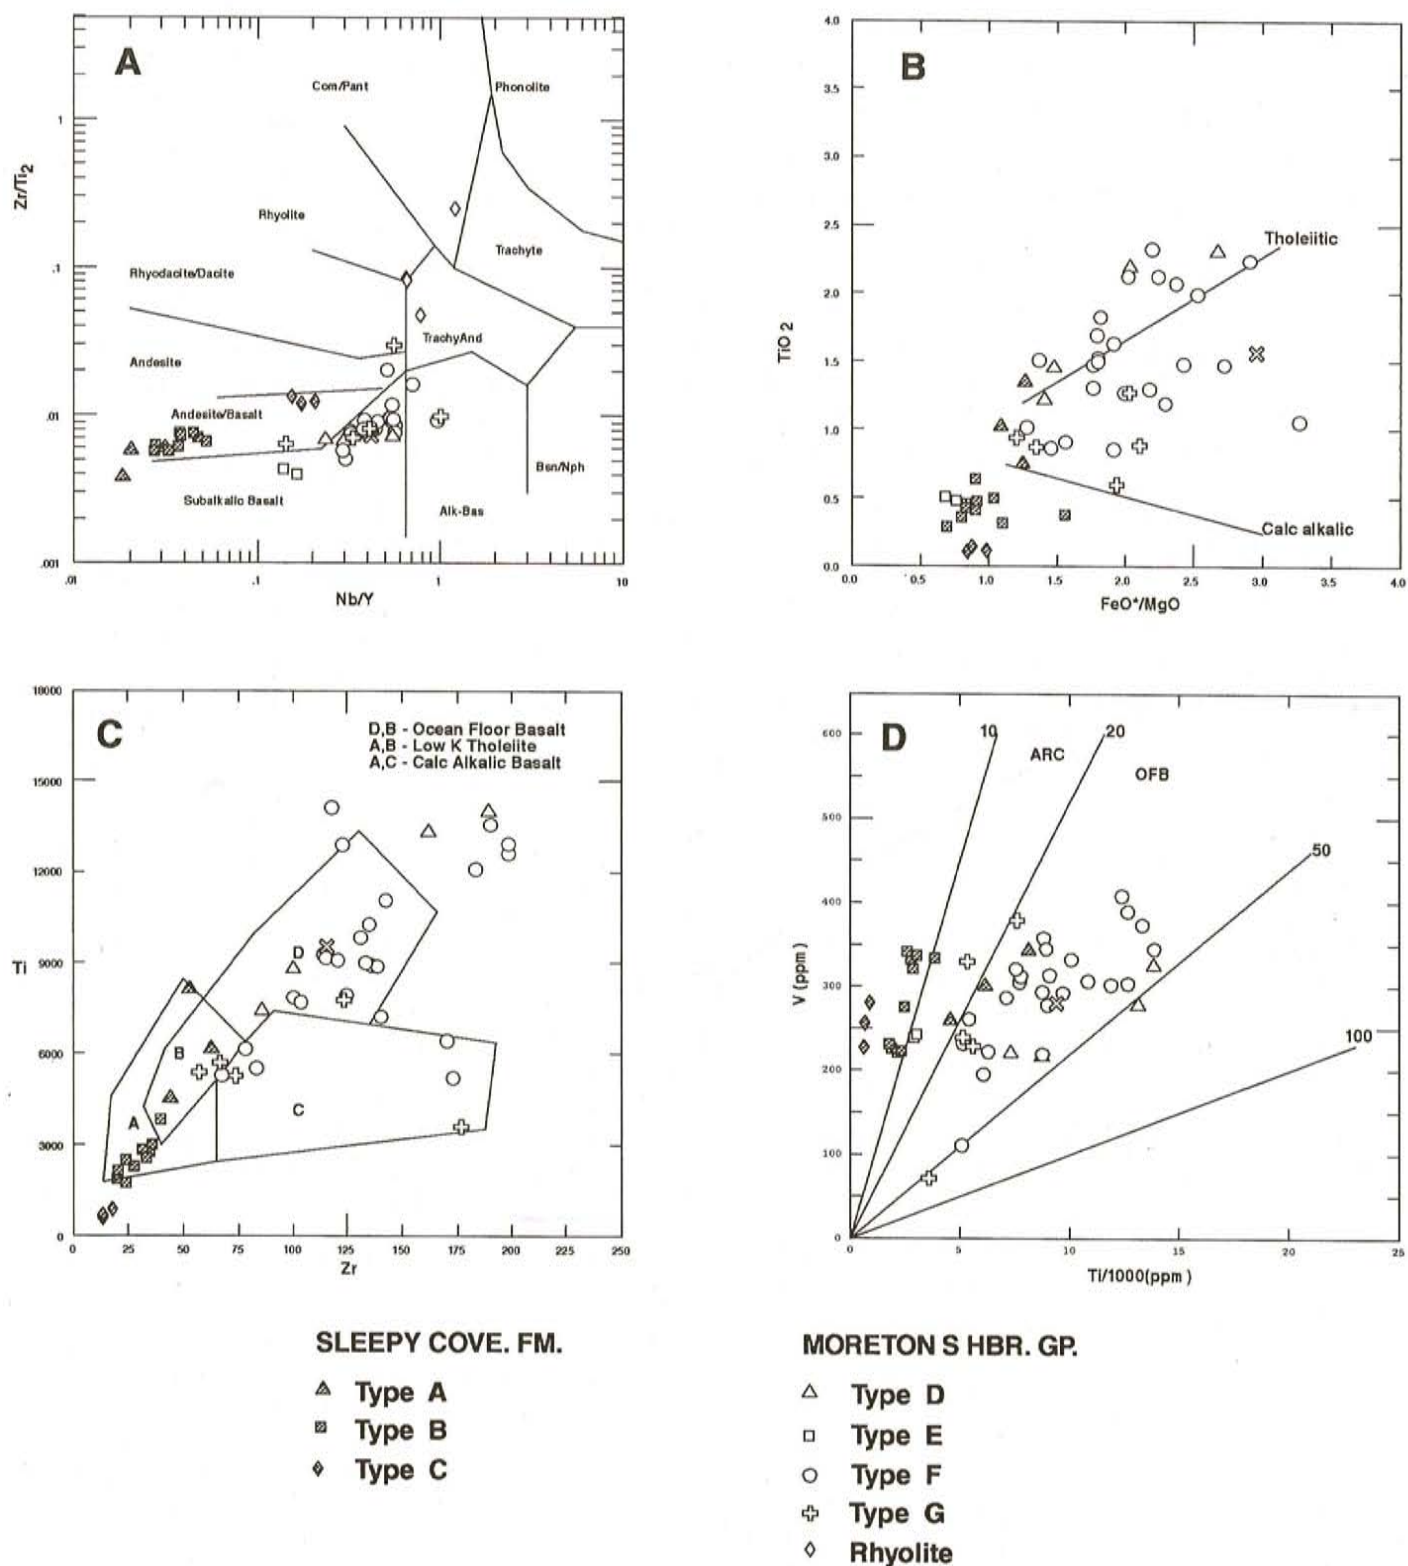 A
Zr/Ti2
Com/Pant
Phonolite
Rhyolite
Trachyte
Rhyodacite/Dacite
TrachyAnd
Andesite
Andesite/Basalt
Bsn/Nph
Subalkalic Basalt
Alk-Bas
1
.1
.01
.001
.01 .1 1 10
Nb/Y
B
TiO 2
4.0
3.5
3.0
2.5
2.0
1.5
1.0
0.5
0.0
Tholeiitic
Calc alkalic
0.0 0.5 1.0 1.5 2.0 2.5 3.0 3.5 4.0
FeO*/MgO
C
D,B - Ocean Floor Basalt
A,B - Low K Tholeiite
A,C - Calc Alkalic Basalt
Ti
18000
15000
12000
9000
6000
3000
0
D
B
A
C
0 25 50 75 100 125 150 175 200 225 250
Zr
D
10
20
ARC
OFB
50
100
V (ppm)
600
500
400
300
200
100
0
0 5 10 15 20 25
Ti/1000(ppm)
SLEEPY COVE. FM.
Type A
Type B
Type C
MORETON S HBR. GP.
Type D
Type E
Type F
Type G
Rhyolite